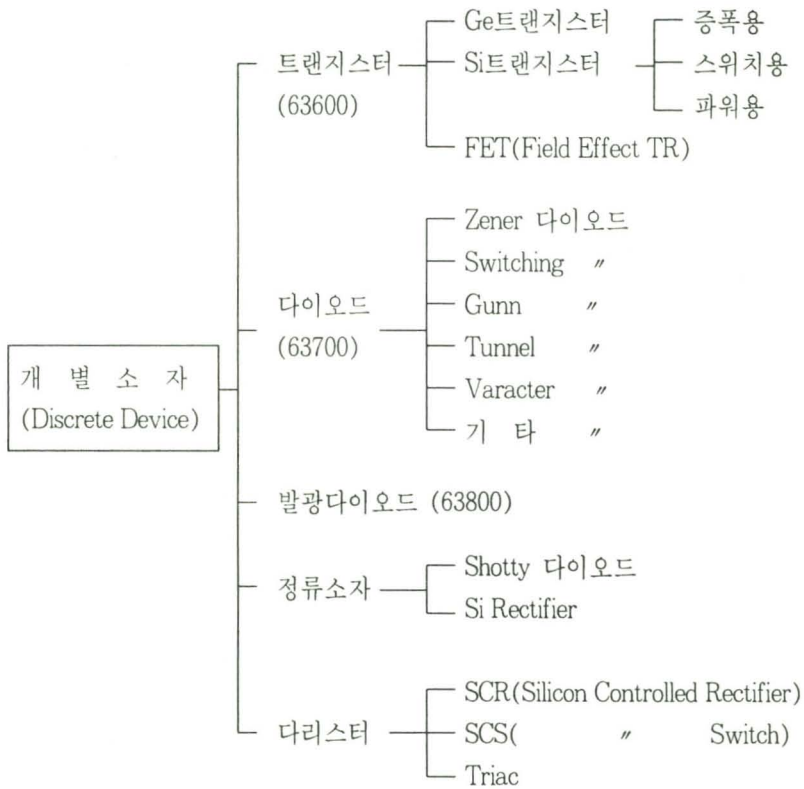 Ge트랜지스터
증폭용
트랜지스터
Si트랜지스터
스위치용
(63600)
파워용
FET(Field Effect TR)
Zener 다이오드
Switching 〃
다이오드
Gunn 〃
(63700)
Tunnel 〃
개 별 소 자
Varacter 〃
(Discrete Device)
기 타 〃
발광다이오드 (63800)
Shotty 다이오드
정류소자
Si Rectifier
SCR(Silicon Controlled Rectifier)
다리스터
SCS( 〃 Switch)
Triac